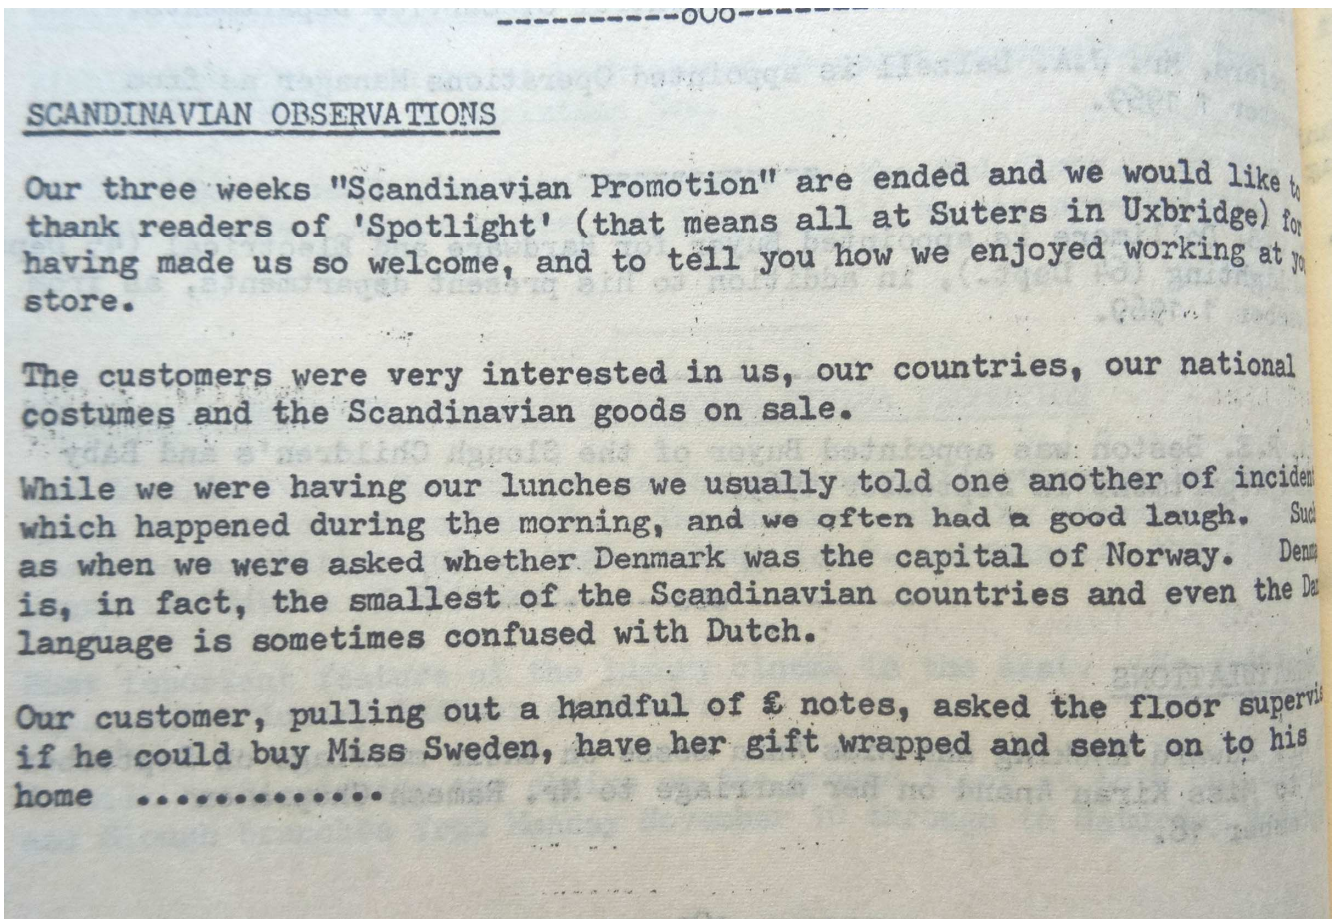 -----------oOo-----------
SCANDINAVIAN OBSERVATIONS
Our three weeks "Scandinavian Promotion" are ended and we would like to
thank readers of 'Spotlight' (that means all at Suters in Uxbridge) for
having made us so welcome, and to tell you how we enjoyed working at
store.
The customers were very interested in us, our countries, our national
costumes and the Scandinavian goods on sale.
While we were having our lunches we usually told one another of
which happened during the morning, and we often had a good laugh.
as when we were asked whether Denmark was the capital of Norway.
is, in fact, the smallest of the Scandinavian countries and even the
language is sometimes confused with Dutch.
Our customer, pulling out a handful of £ notes, asked the floor
if he could buy Miss Sweden, have her gift wrapped and sent on to his
home .............